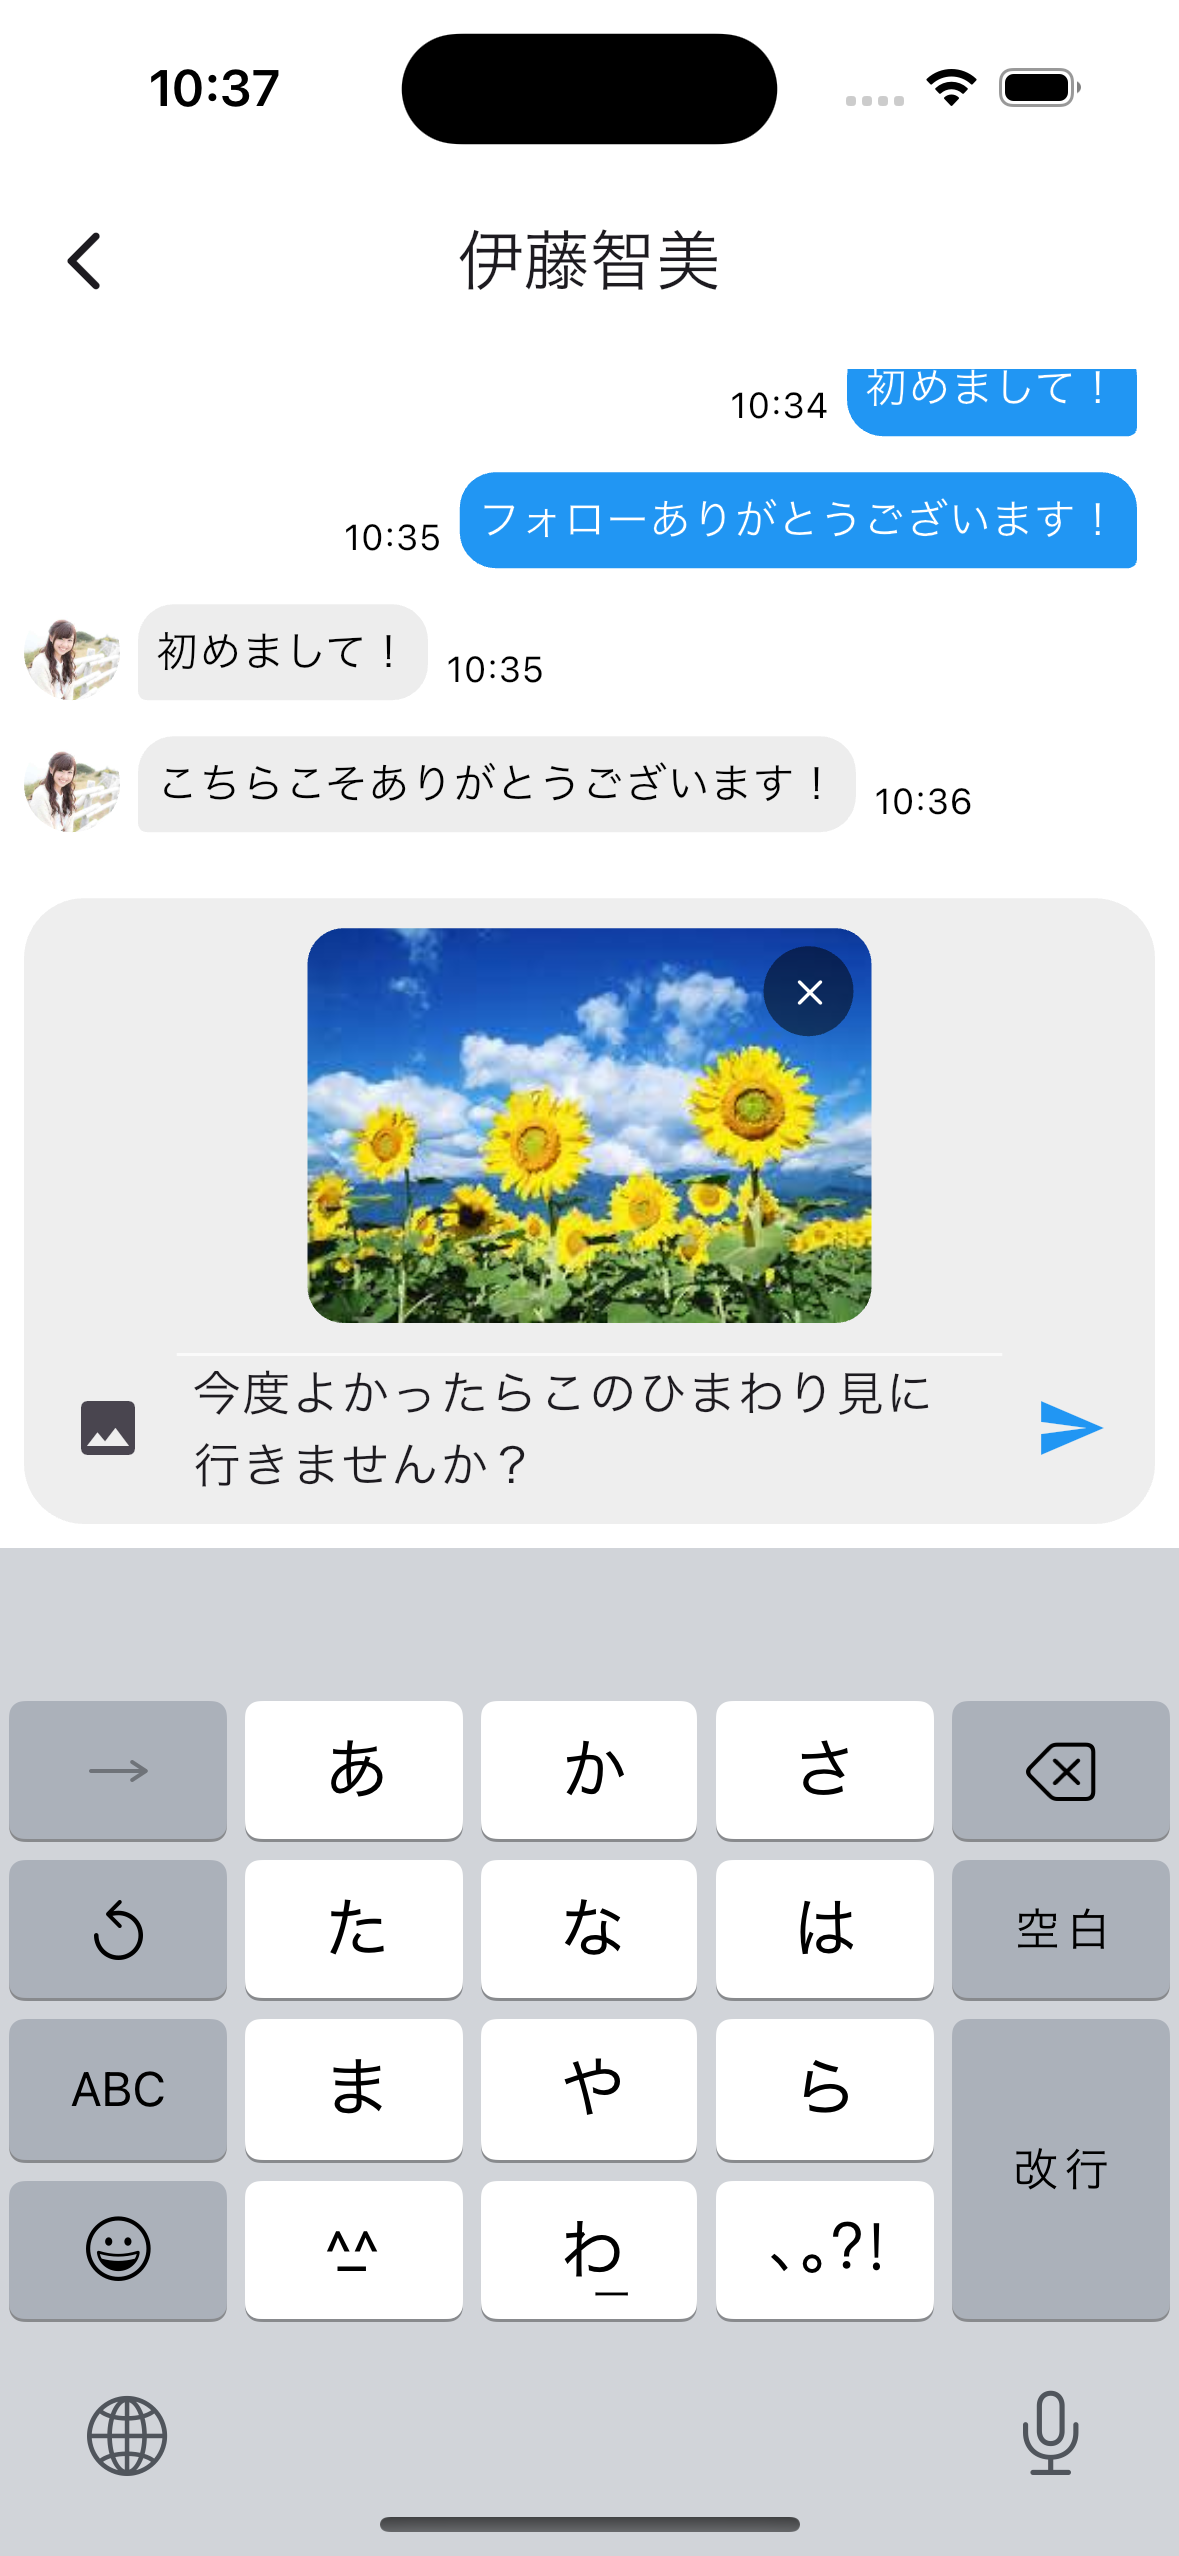 10:37
伊藤智美
初めまして！
10:34
フォローありがとうございます！
10:35
初めまして！
10:35
こちらこそありがとうございます！
10:36
今度よかったらこのひまわり見に
行きませんか？
→ あ か さ
た な は 空白
ABC ま や ら
改行
^_^ わ_ 、。?!